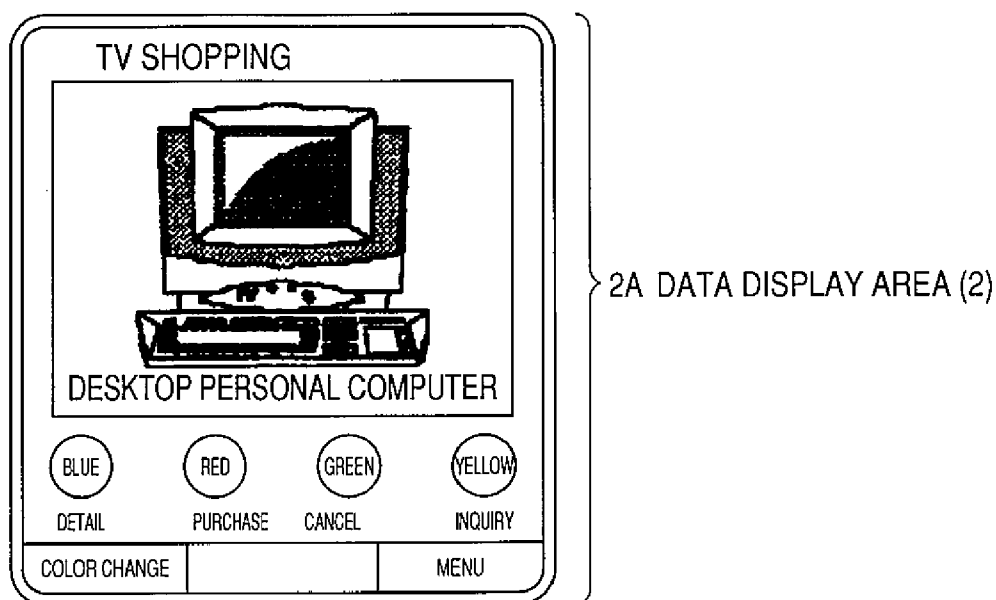 TV SHOPPING
DESKTOP PERSONAL COMPUTER
2A DATA DISPLAY AREA (2)
BLUE RED GREEN YELLOW
DETAIL PURCHASE CANCEL INQUIRY
COLOR CHANGE MENU